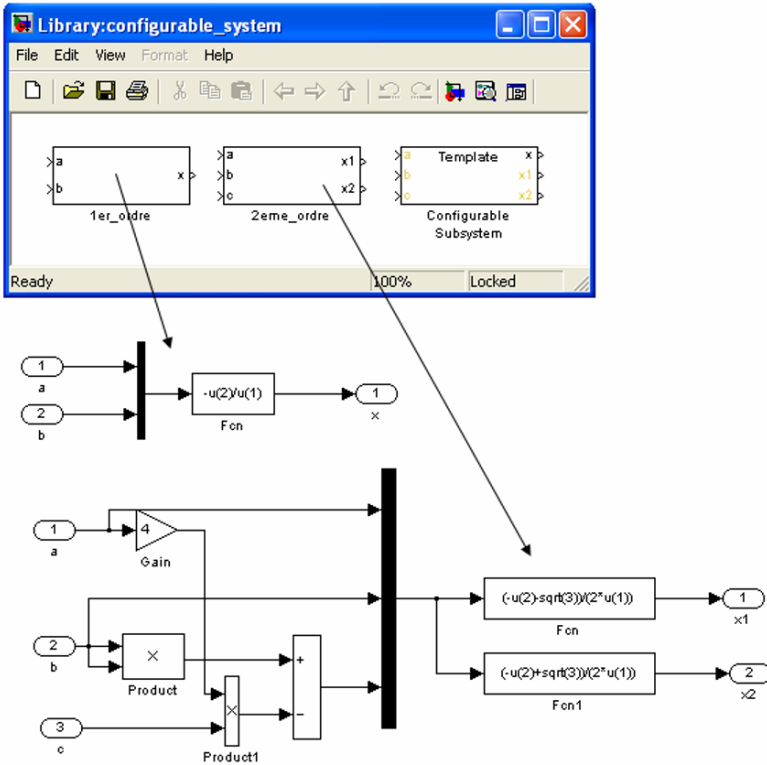 Library:configurable_system
File Edit View Format Help
a
b
x
1er_ordre
a
b
c
x1
x2
2eme_ordre
Template
a
b
c
x
x1
x2
Configurable
Subsystem
Ready 100% Locked
1
a
2
b
-u(2)/u(1)
Fcn
1
x
1
a
4
Gain
2
b
×
Product
3
c
×
Product1
+
−
(-u(2)-sqrt(3))/(2*u(1))
Fcn
1
x1
(-u(2)+sqrt(3))/(2*u(1))
Fcn1
2
x2